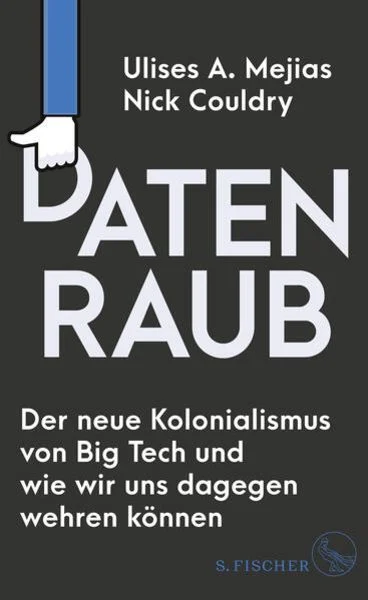 Ulises A. Mejias
Nick Couldry
DATEN
RAUB
Der neue Kolonialismus
von Big Tech und
wie wir uns dagegen
wehren können
S. FISCHER